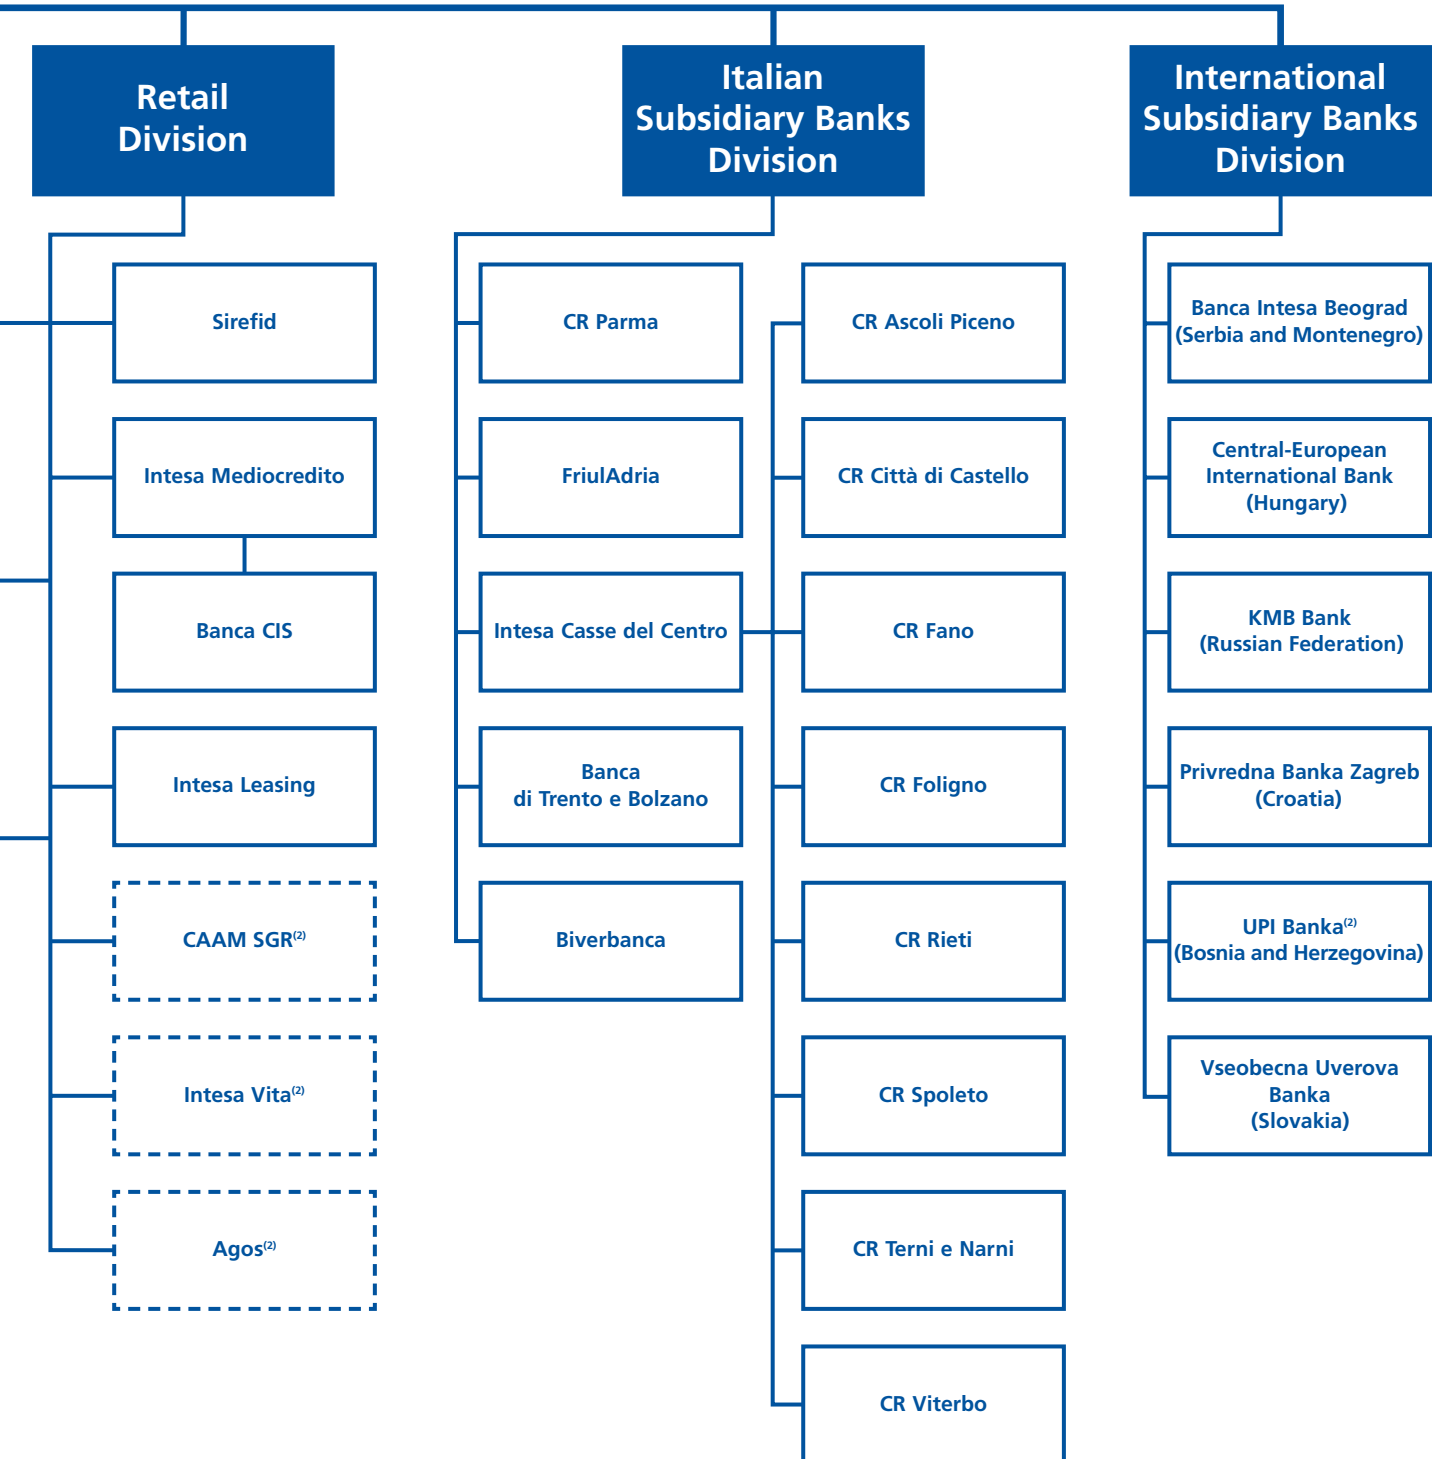 Retail
Division
Sirefid
Intesa Mediocredito
Banca CIS
Intesa Leasing
CAAM SGR(2)
Intesa Vita(2)
Agos(2)
Italian
Subsidiary Banks
Division
CR Parma
FriulAdria
Intesa Casse del Centro
Banca
di Trento e Bolzano
Biverbanca
CR Ascoli Piceno
CR Città di Castello
CR Fano
CR Foligno
CR Rieti
CR Spoleto
CR Terni e Narni
CR Viterbo
International
Subsidiary Banks
Division
Banca Intesa Beograd
(Serbia and Montenegro)
Central-European
International Bank
(Hungary)
KMB Bank
(Russian Federation)
Privredna Banka Zagreb
(Croatia)
UPI Banka(2)
(Bosnia and Herzegovina)
Vseobecna Uverova
Banka
(Slovakia)